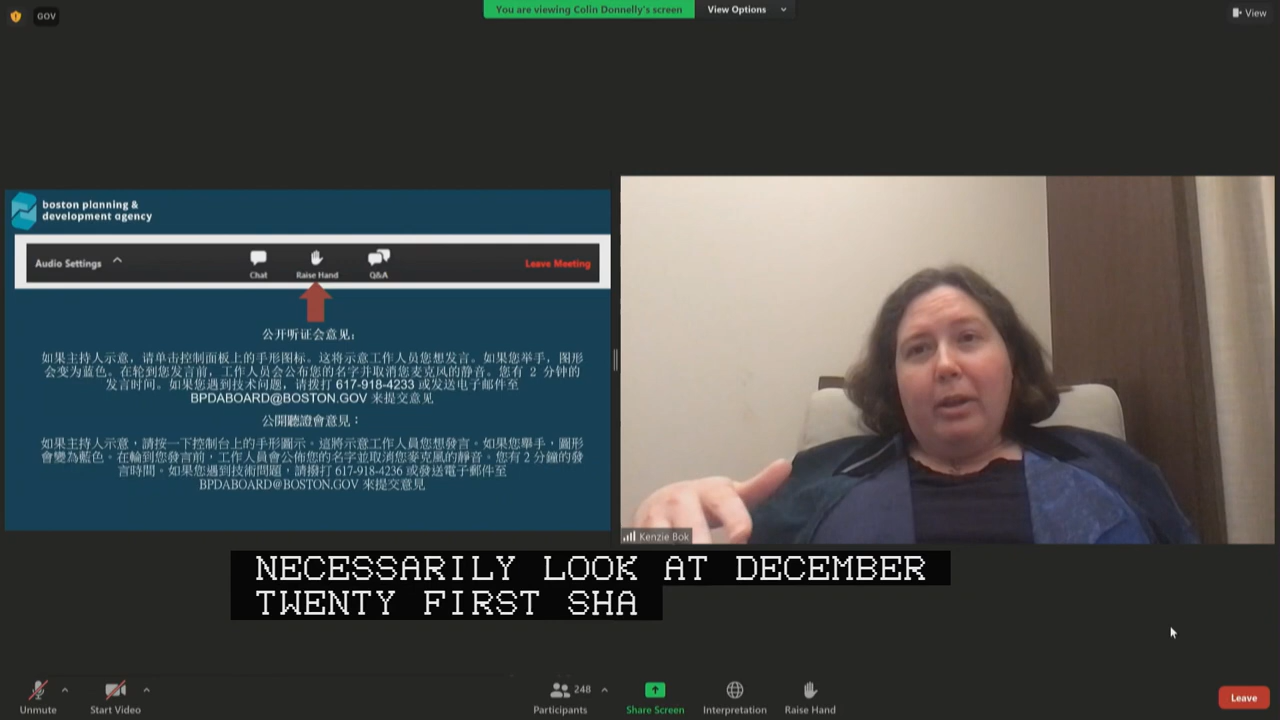 GOV
You are viewing Colin Donnelly's screen
View Options
View
boston planning &
development agency
Audio Settings
Chat
Raise Hand
Q&A
Leave Meeting
公开听证会意见：
如果主持人示意，请单击控制面板上的手形图标。这将示意工作人员您想发言。如果您举手，图形
会变为蓝色。在轮到您发言前，工作人员会公布您的名字并取消您麦克风的静音。您有 2 分钟的
发言时间。如果您遇到技术问题，请拨打 617-918-4233 或发送电子邮件至
BPDABOARD@BOSTON.GOV 来提交意见
公開聽證會意見：
如果主持人示意，請按一下控制台上的手形圖示。這將示意工作人員您想發言。如果您舉手，圖形
會變為藍色。在輪到您發言前，工作人員會公佈您的名字並取消您麥克風的靜音。您有 2 分鐘的發
言時間。如果您遇到技術問題，請撥打 617-918-4236 或發送電子郵件至
BPDABOARD@BOSTON.GOV 來提交意見
Kenzie Bok
NECESSARILY LOOK AT DECEMBER
TWENTY FIRST SHA
Unmute
Start Video
248
Participants
Share Screen
Interpretation
Raise Hand
Leave